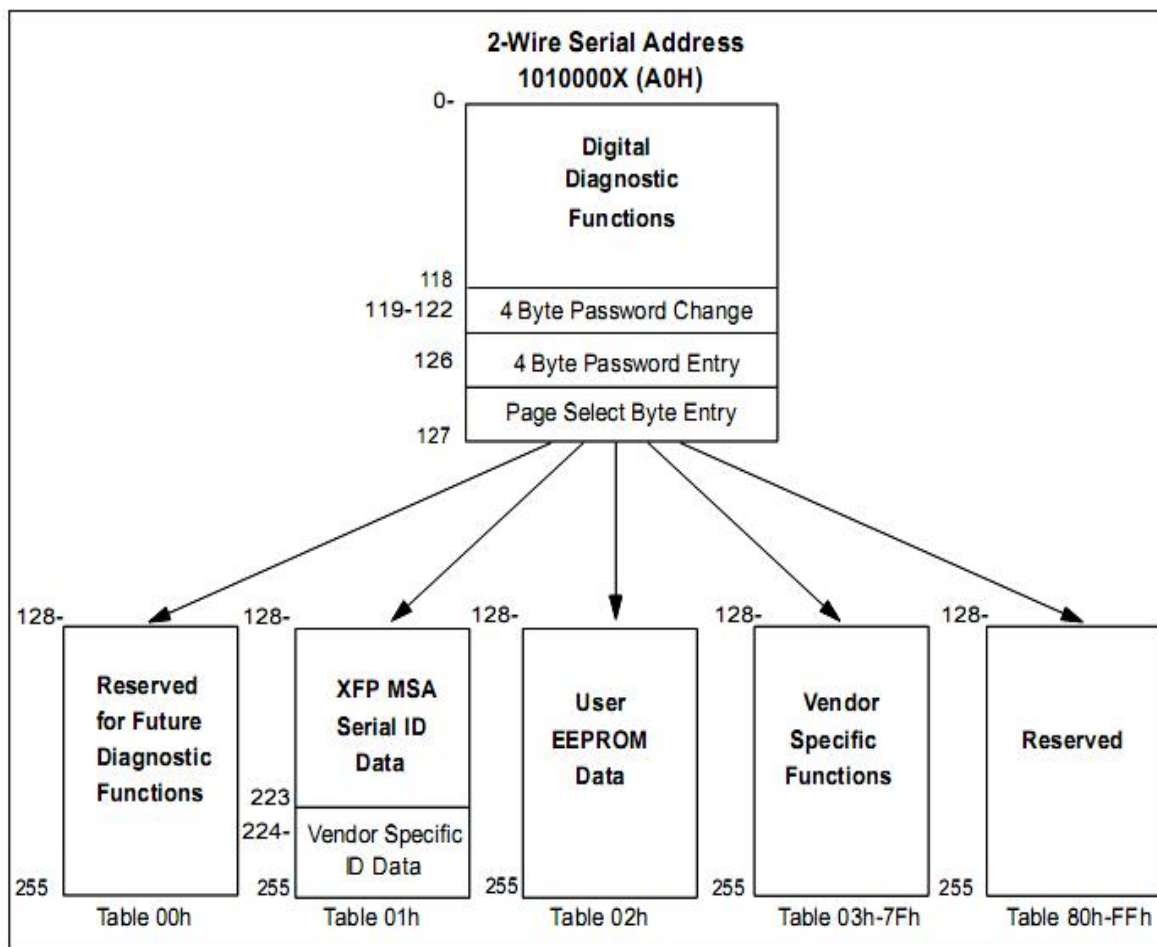 2-Wire Serial Address
1010000X (A0H)
0-
Digital
Diagnostic
Functions
118
119-122
4 Byte Password Change
126
4 Byte Password Entry
Page Select Byte Entry
127
128-
Reserved
for Future
Diagnostic
Functions
255
Table 00h
128-
XFP MSA
Serial ID
Data
223
224-
Vendor Specific
ID Data
255
Table 01h
128-
User
EEPROM
Data
255
Table 02h
128-
Vendor
Specific
Functions
255
Table 03h-7Fh
128-
Reserved
255
Table 80h-FFh